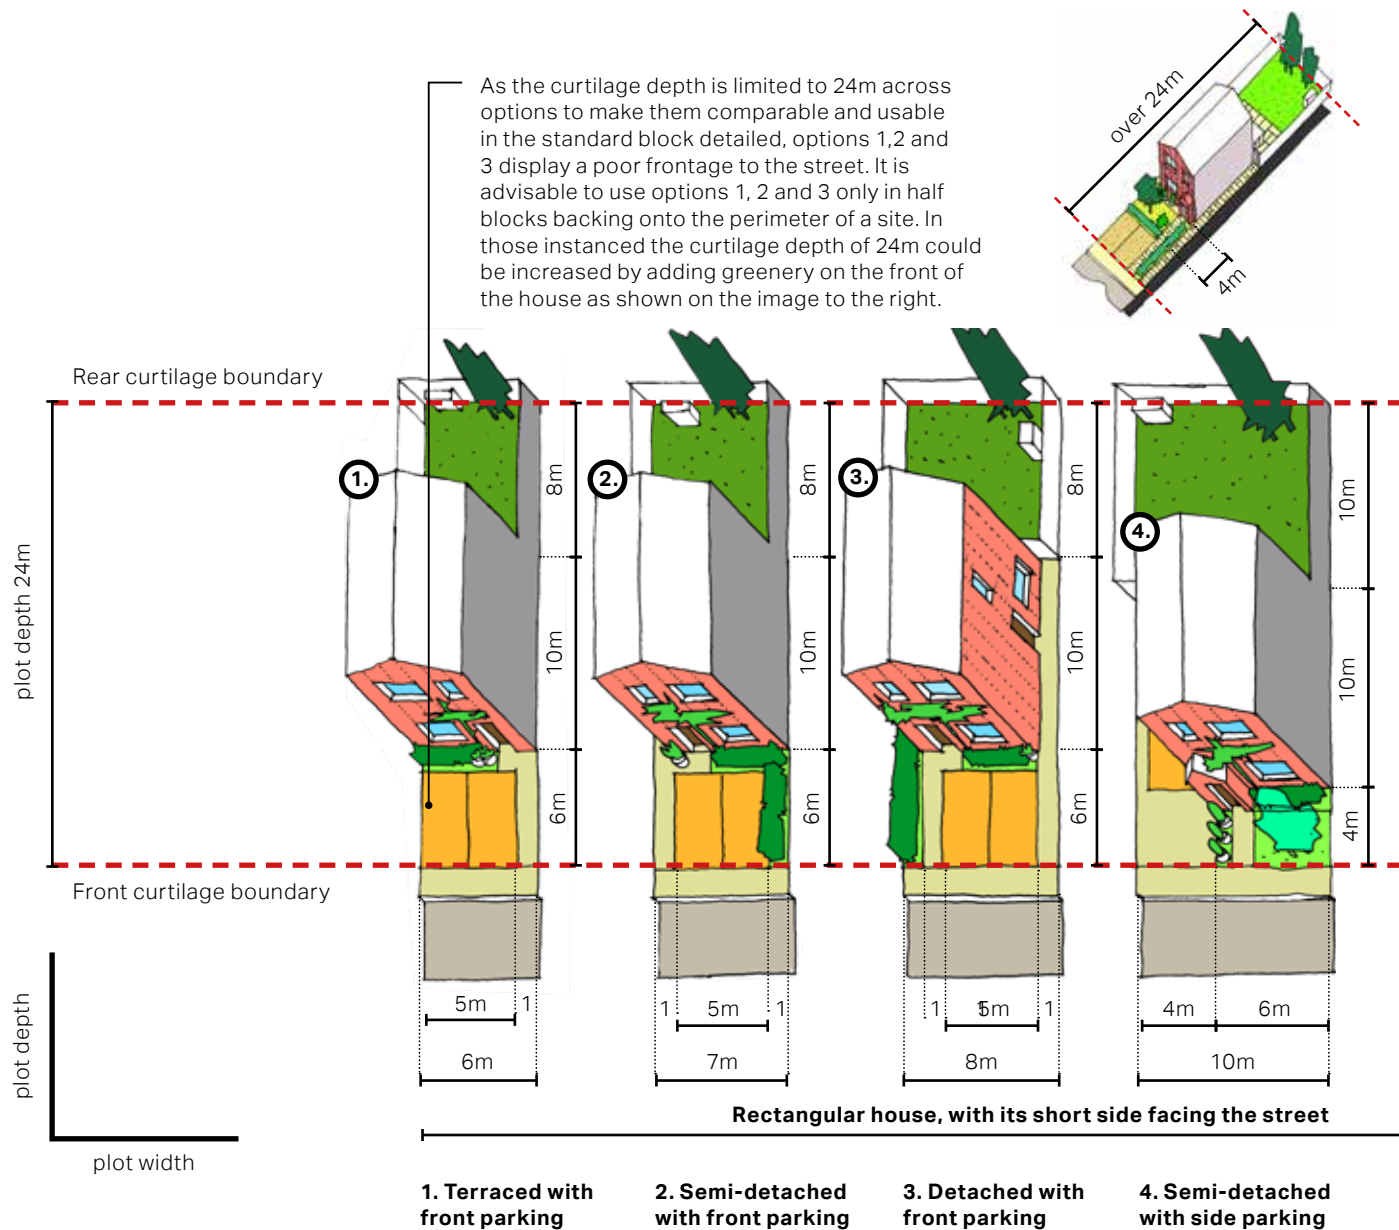 As the curtilage depth is limited to 24m across
options to make them comparable and usable
in the standard block detailed, options 1,2 and
3 display a poor frontage to the street. It is
advisable to use options 1, 2 and 3 only in half
blocks backing onto the perimeter of a site. In
those instanced the curtilage depth of 24m could
be increased by adding greenery on the front of
the house as shown on the image to the right.
over 24m
4m
Rear curtilage boundary
plot depth 24m
1.
8m
10m
6m
2.
8m
10m
6m
3.
8m
10m
6m
4.
10m
10m
4m
Front curtilage boundary
plot depth
plot width
5m 1
6m
1 5m 1
7m
1 1 5m 1
8m
4m 6m
10m
Rectangular house, with its short side facing the street
1. Terraced with
front parking
2. Semi-detached
with front parking
3. Detached with
front parking
4. Semi-detached
with side parking